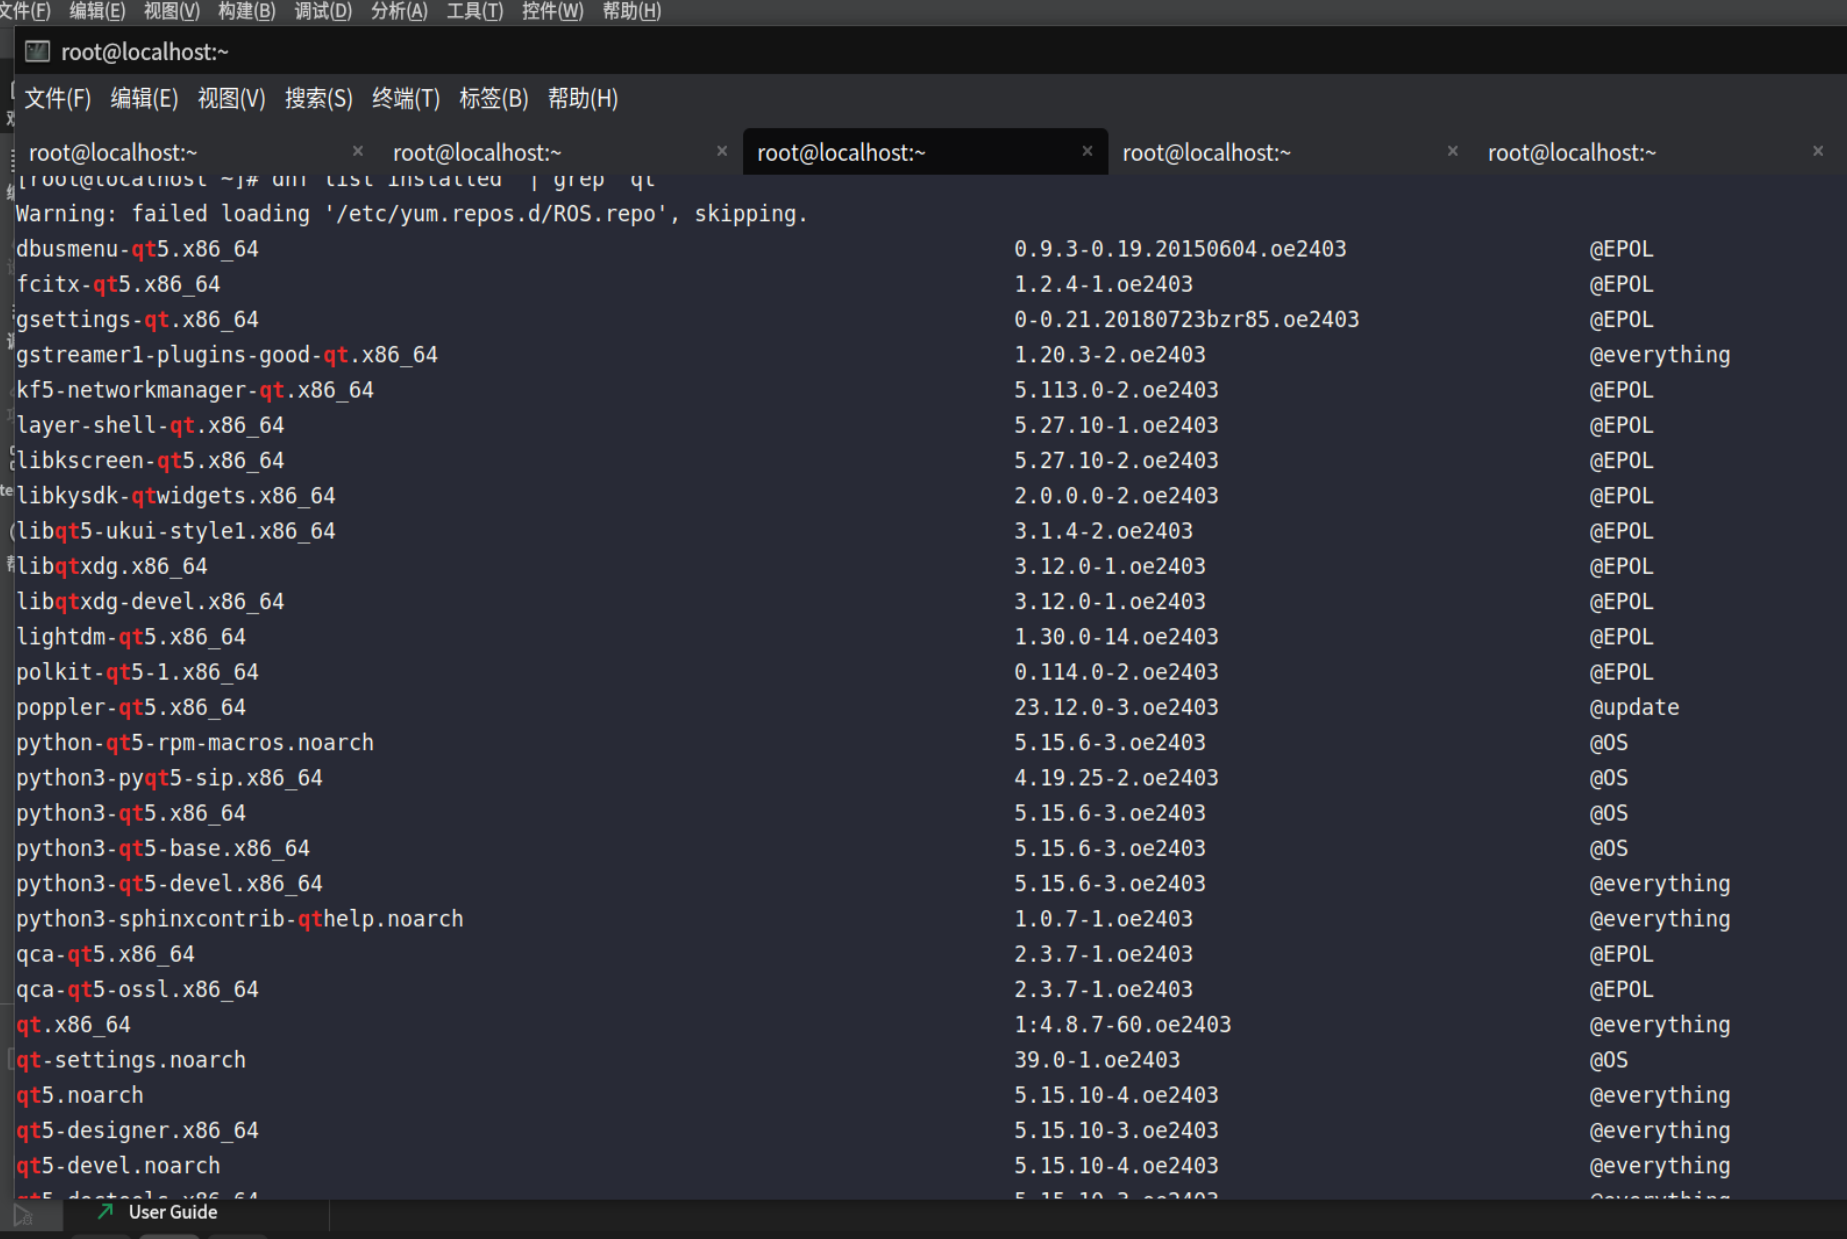 文件(F) 编辑(E) 视图(V) 构建(B) 调试(D) 分析(A) 工具(T) 控件(W) 帮助(H)
root@localhost:~
文件(F) 编辑(E) 视图(V) 搜索(S) 终端(T) 标签(B) 帮助(H)
root@localhost:~ × root@localhost:~ × root@localhost:~ × root@localhost:~ × root@localhost:~ ×
[root@localhost ~]# dnf list installed | grep qt
Warning: failed loading '/etc/yum.repos.d/ROS.repo', skipping.
dbusmenu-qt5.x86_64 0.9.3-0.19.20150604.oe2403 @EPOL
fcitx-qt5.x86_64 1.2.4-1.oe2403 @EPOL
gsettings-qt.x86_64 0-0.21.20180723bzr85.oe2403 @EPOL
gstreamer1-plugins-good-qt.x86_64 1.20.3-2.oe2403 @everything
kf5-networkmanager-qt.x86_64 5.113.0-2.oe2403 @EPOL
layer-shell-qt.x86_64 5.27.10-1.oe2403 @EPOL
libkscreen-qt5.x86_64 5.27.10-2.oe2403 @EPOL
libkysdk-qtwidgets.x86_64 2.0.0.0-2.oe2403 @EPOL
libqt5-ukui-style1.x86_64 3.1.4-2.oe2403 @EPOL
libqtxdg.x86_64 3.12.0-1.oe2403 @EPOL
libqtxdg-devel.x86_64 3.12.0-1.oe2403 @EPOL
lightdm-qt5.x86_64 1.30.0-14.oe2403 @EPOL
polkit-qt5-1.x86_64 0.114.0-2.oe2403 @EPOL
poppler-qt5.x86_64 23.12.0-3.oe2403 @update
python-qt5-rpm-macros.noarch 5.15.6-3.oe2403 @OS
python3-pyqt5-sip.x86_64 4.19.25-2.oe2403 @OS
python3-qt5.x86_64 5.15.6-3.oe2403 @OS
python3-qt5-base.x86_64 5.15.6-3.oe2403 @OS
python3-qt5-devel.x86_64 5.15.6-3.oe2403 @everything
python3-sphinxcontrib-qthelp.noarch 1.0.7-1.oe2403 @everything
qca-qt5.x86_64 2.3.7-1.oe2403 @EPOL
qca-qt5-ossl.x86_64 2.3.7-1.oe2403 @EPOL
qt.x86_64 1:4.8.7-60.oe2403 @everything
qt-settings.noarch 39.0-1.oe2403 @OS
qt5.noarch 5.15.10-4.oe2403 @everything
qt5-designer.x86_64 5.15.10-3.oe2403 @everything
qt5-devel.noarch 5.15.10-4.oe2403 @everything
qt5-doctools.x86_64 5.15.10-3.oe2403 @everything
User Guide